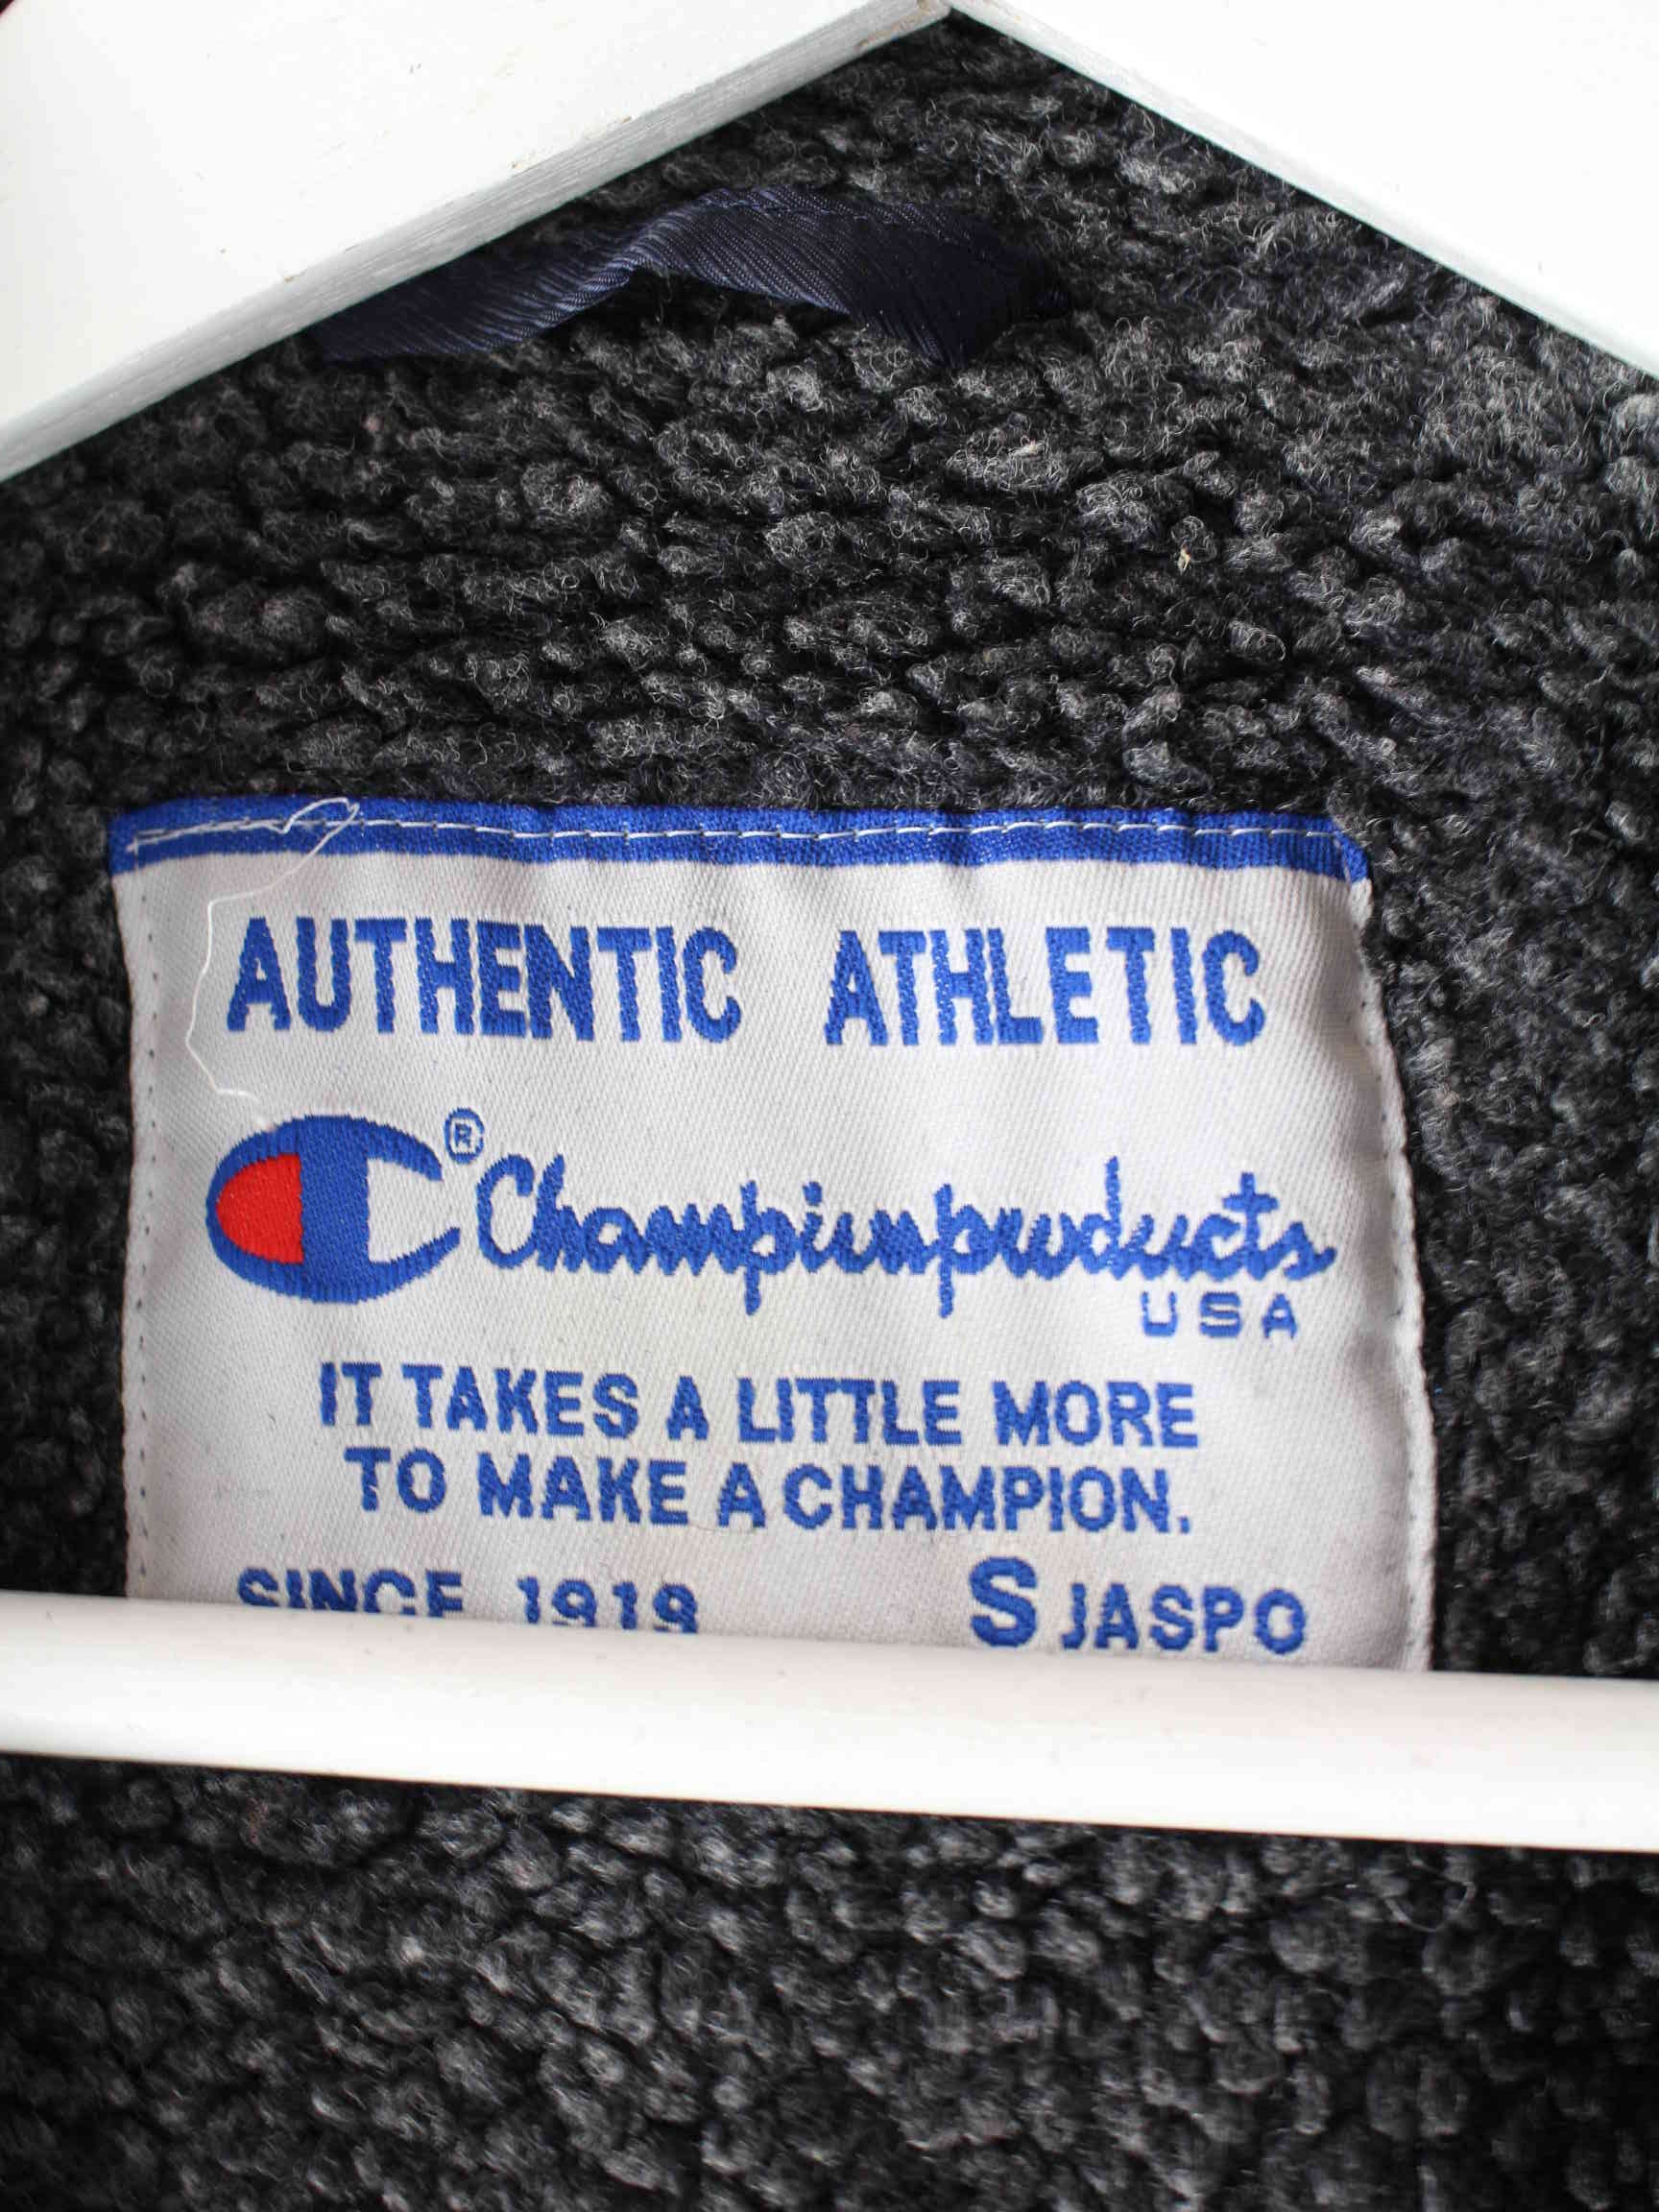 AUTHENTIC ATHLETIC
® Championproducts
USA
IT TAKES A LITTLE MORE
TO MAKE A CHAMPION.
SINCE 1919 S JASPO